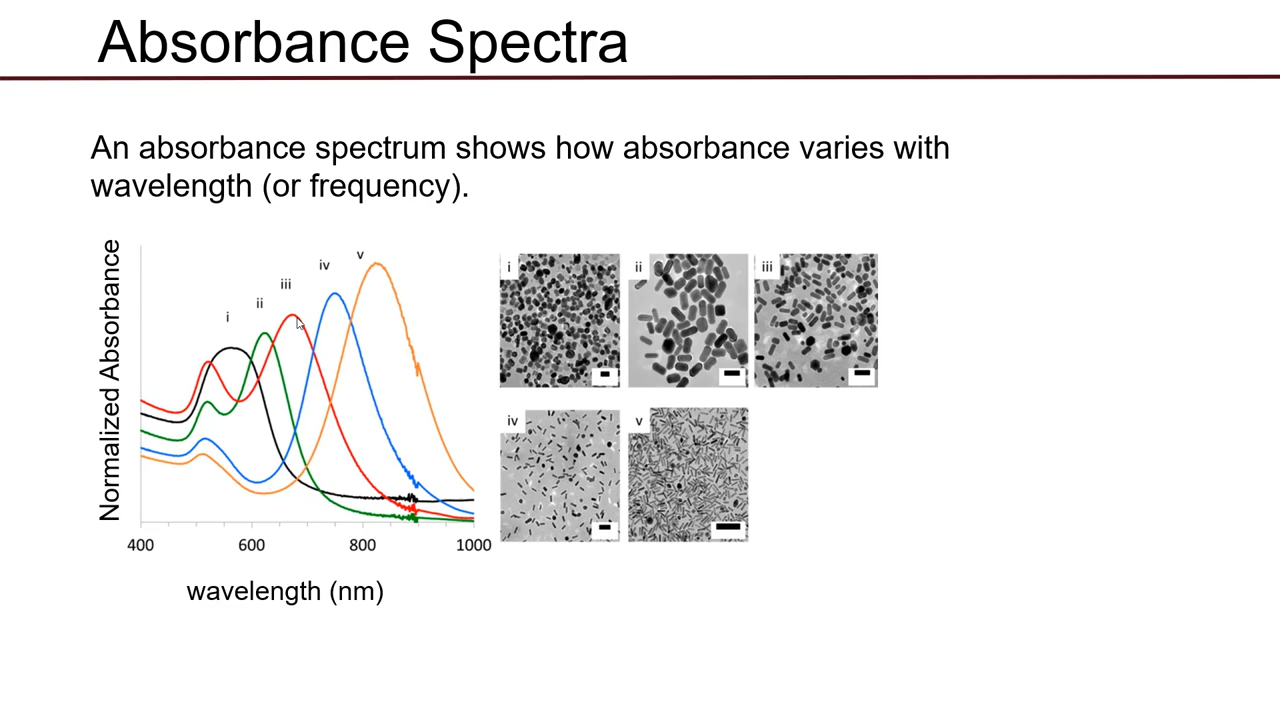 Absorbance Spectra
An absorbance spectrum shows how absorbance varies with
wavelength (or frequency).
Normalized Absorbance
i
ii
iii
iv
v
400 600 800 1000
wavelength (nm)
i
ii
iii
iv
v